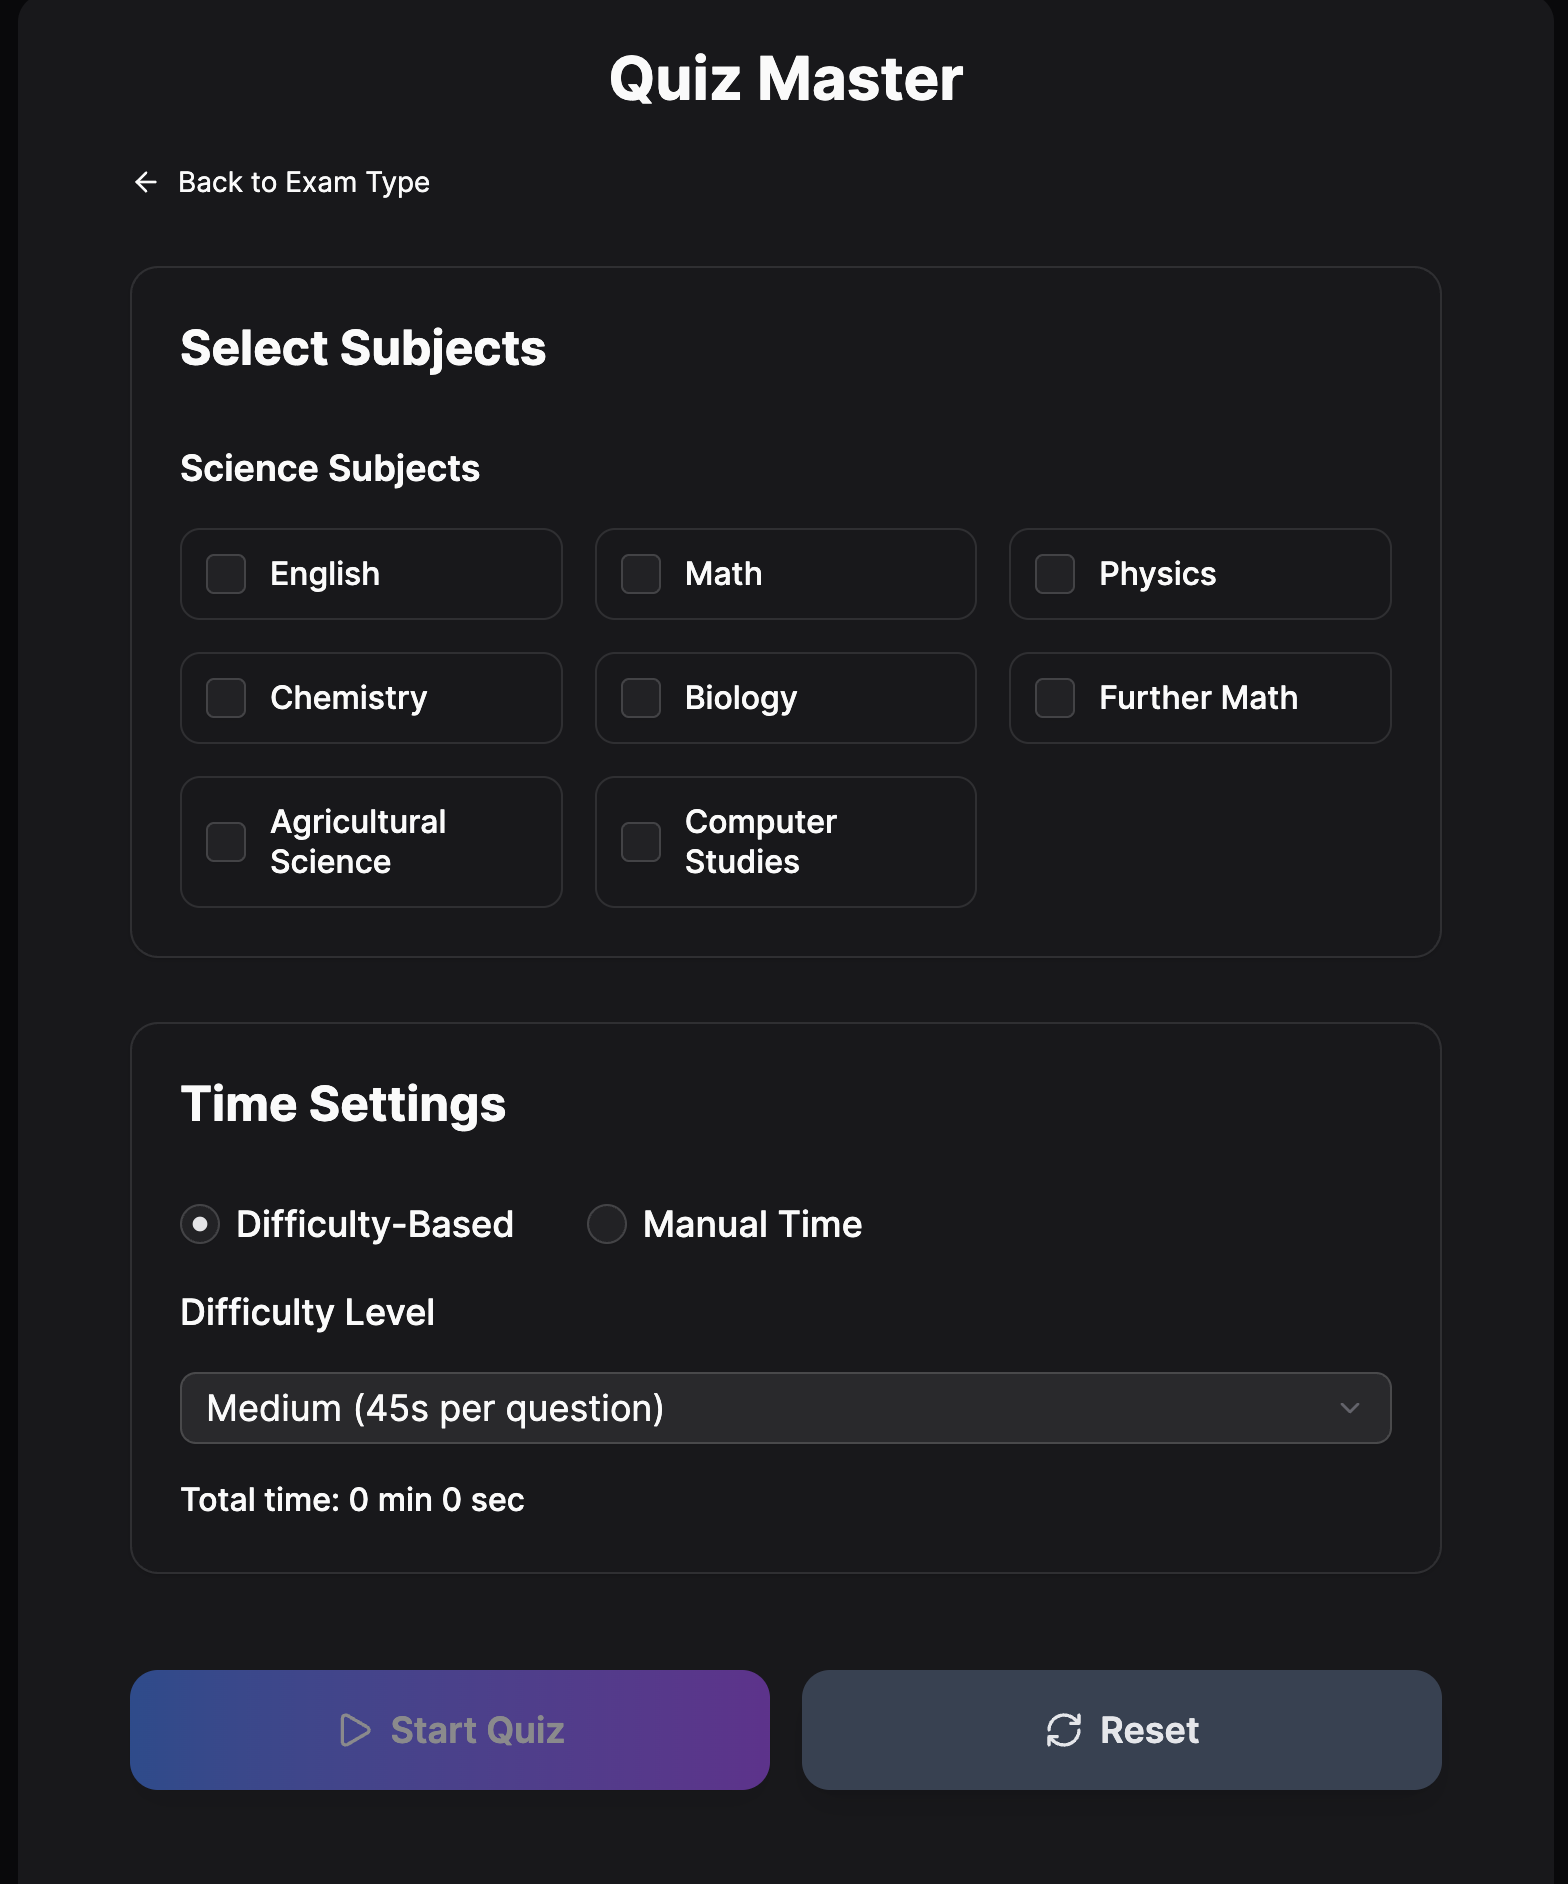 Quiz Master
Back to Exam Type
Select Subjects
Science Subjects
English
Math
Physics
Chemistry
Biology
Further Math
Agricultural
Science
Computer
Studies
Time Settings
Difficulty-Based
Manual Time
Difficulty Level
Medium (45s per question)
Total time: 0 min 0 sec
Start Quiz
Reset